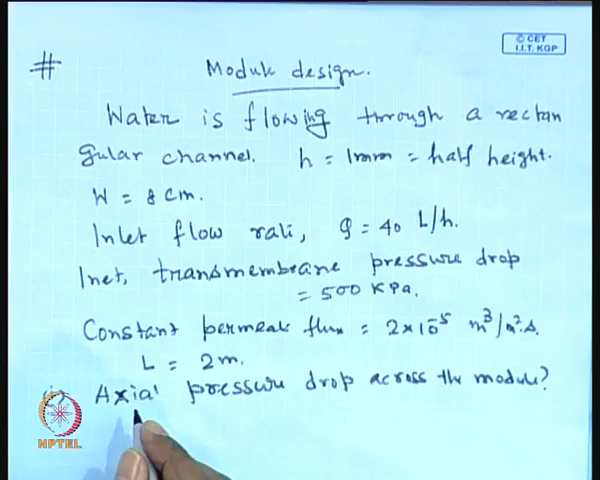 © CET
I.I.T. KGP
# Module design.
Water is flowing through a rectan
gular channel. h = 1mm = half height.
W = 8 cm.
Inlet flow rate, Q = 40 L/h.
Inet, transmembrane pressure drop
= 500 KPa.
Constant permeate flux = 2×10⁻⁵ m³/m².s.
L = 2m.
(i) Axial pressure drop across the module?
NPTEL